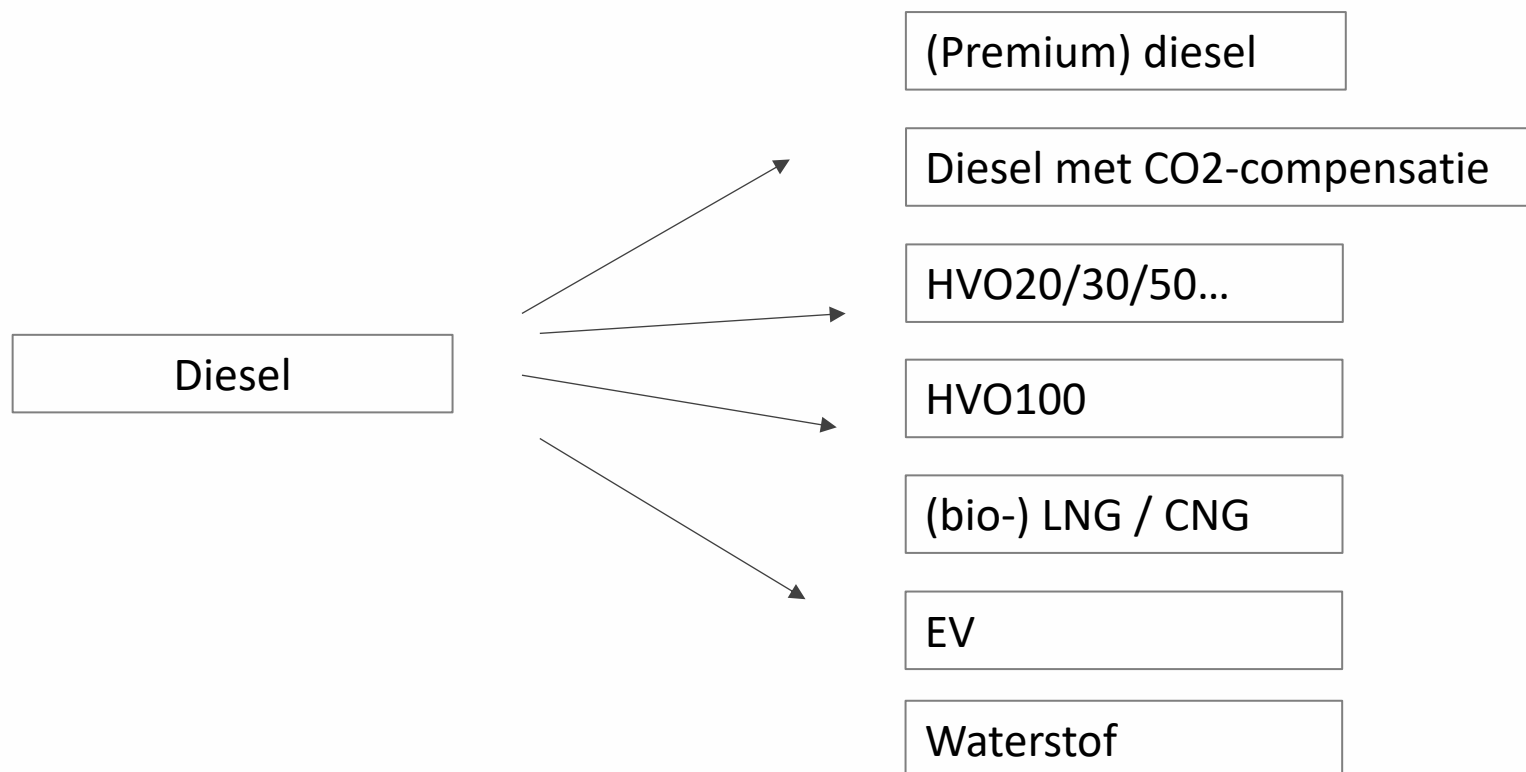 (Premium) diesel
Diesel met CO2-compensatie
HVO20/30/50...
Diesel
HVO100
(bio-) LNG / CNG
EV
Waterstof